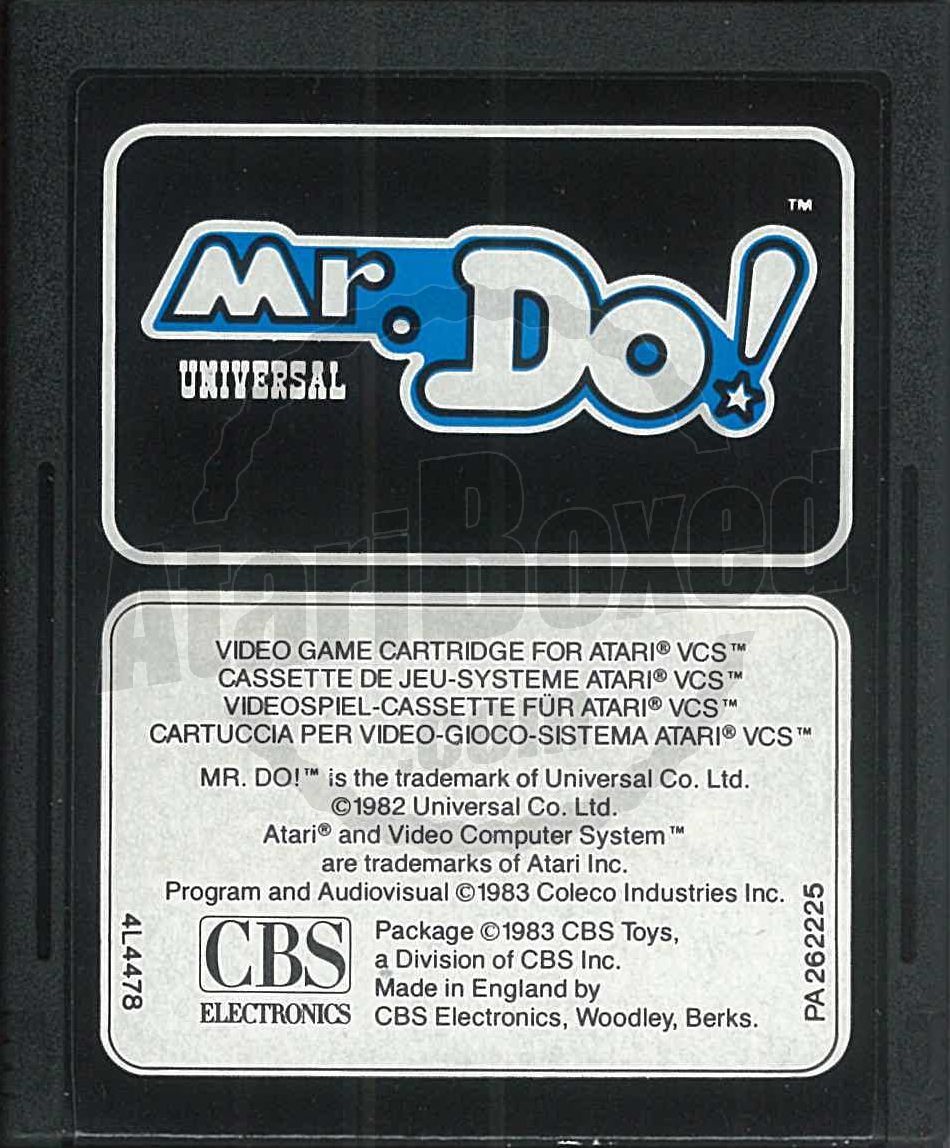 TM
Mr. Do!
UNIVERSAL
AtariBoxed
.com
VIDEO GAME CARTRIDGE FOR ATARI® VCS™
CASSETTE DE JEU-SYSTEME ATARI® VCS™
VIDEOSPIEL-CASSETTE FÜR ATARI® VCS™
CARTUCCIA PER VIDEO-GIOCO-SISTEMA ATARI® VCS™
MR. DO!™ is the trademark of Universal Co. Ltd.
©1982 Universal Co. Ltd.
Atari® and Video Computer System™
are trademarks of Atari Inc.
Program and Audiovisual ©1983 Coleco Industries Inc.
4L4478
CBS
ELECTRONICS
Package ©1983 CBS Toys,
a Division of CBS Inc.
Made in England by
CBS Electronics, Woodley, Berks.
PA262225